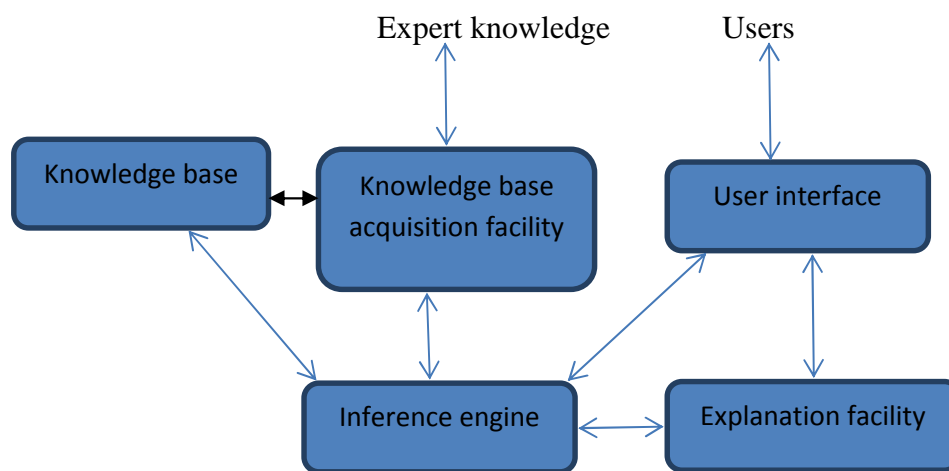 Expert knowledge
Users
Knowledge base
Knowledge base
acquisition facility
User interface
Inference engine
Explanation facility